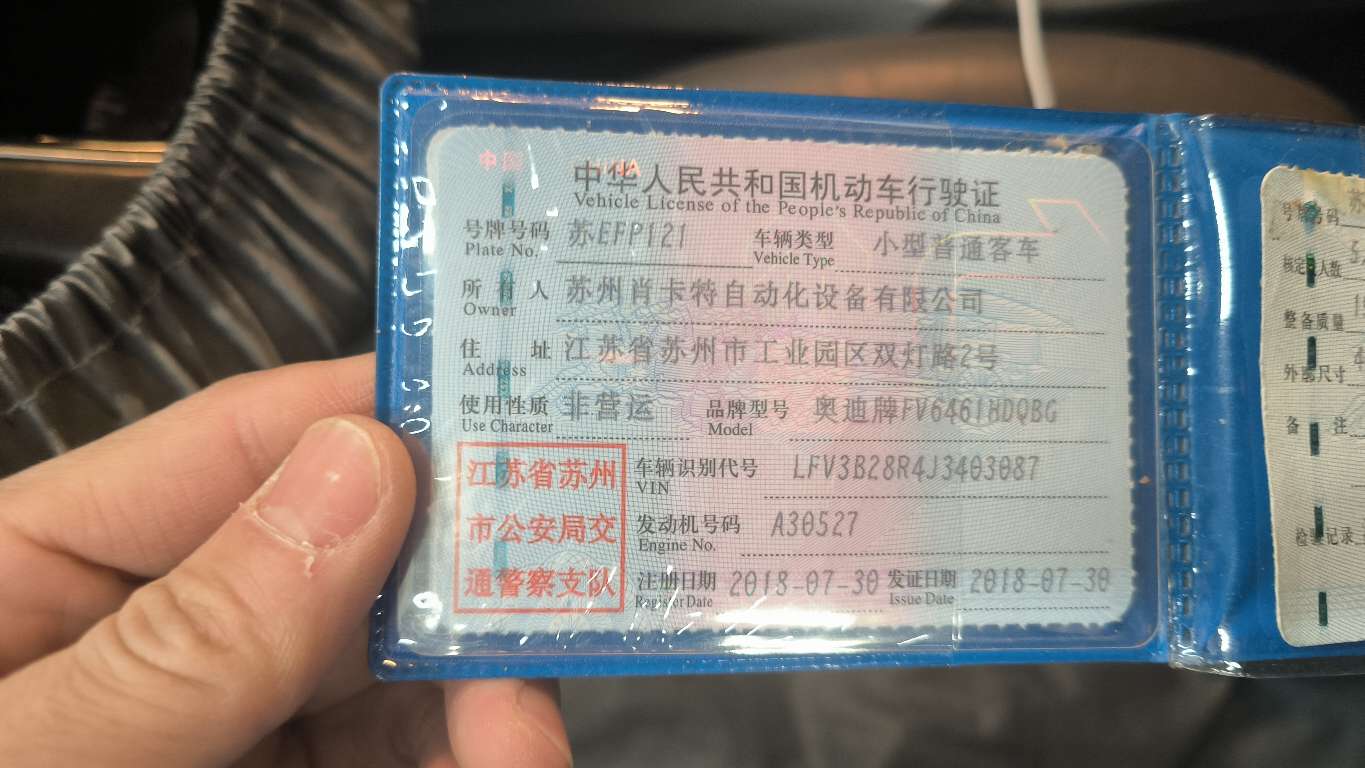 中华人民共和国机动车行驶证
Vehicle License of the People's Republic of China
号牌号码 苏EFP121 车辆类型 小型普通客车
Plate No. Vehicle Type
所有人 苏州肖卡特自动化设备有限公司
Owner
住址 江苏省苏州市工业园区双灯路2号
Address
使用性质 非营运 品牌型号 奥迪牌FV6461HDQBG
Use Character Model
江苏省苏州
市公安局交
通警察支队
车辆识别代号 LFV3B28R4J3403087
VIN
发动机号码 A30527
Engine No.
注册日期 2018-07-30 发证日期 2018-07-30
Register Date Issue Date
号牌号码 苏
核定载人数
整备质量
外廓尺寸
备注
检验记录